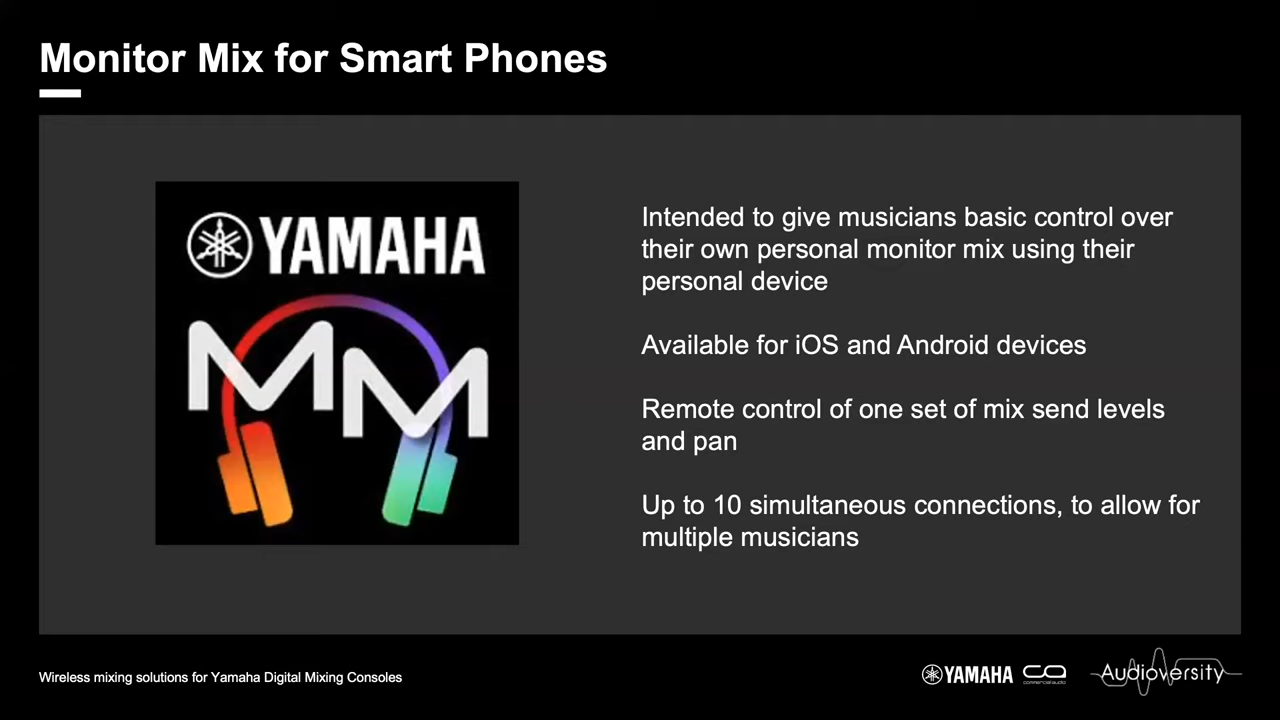 Monitor Mix for Smart Phones
YAMAHA
MM
Intended to give musicians basic control over
their own personal monitor mix using their
personal device
Available for iOS and Android devices
Remote control of one set of mix send levels
and pan
Up to 10 simultaneous connections, to allow for
multiple musicians
Wireless mixing solutions for Yamaha Digital Mixing Consoles
YAMAHA
ca
commercial audio
Audioversity